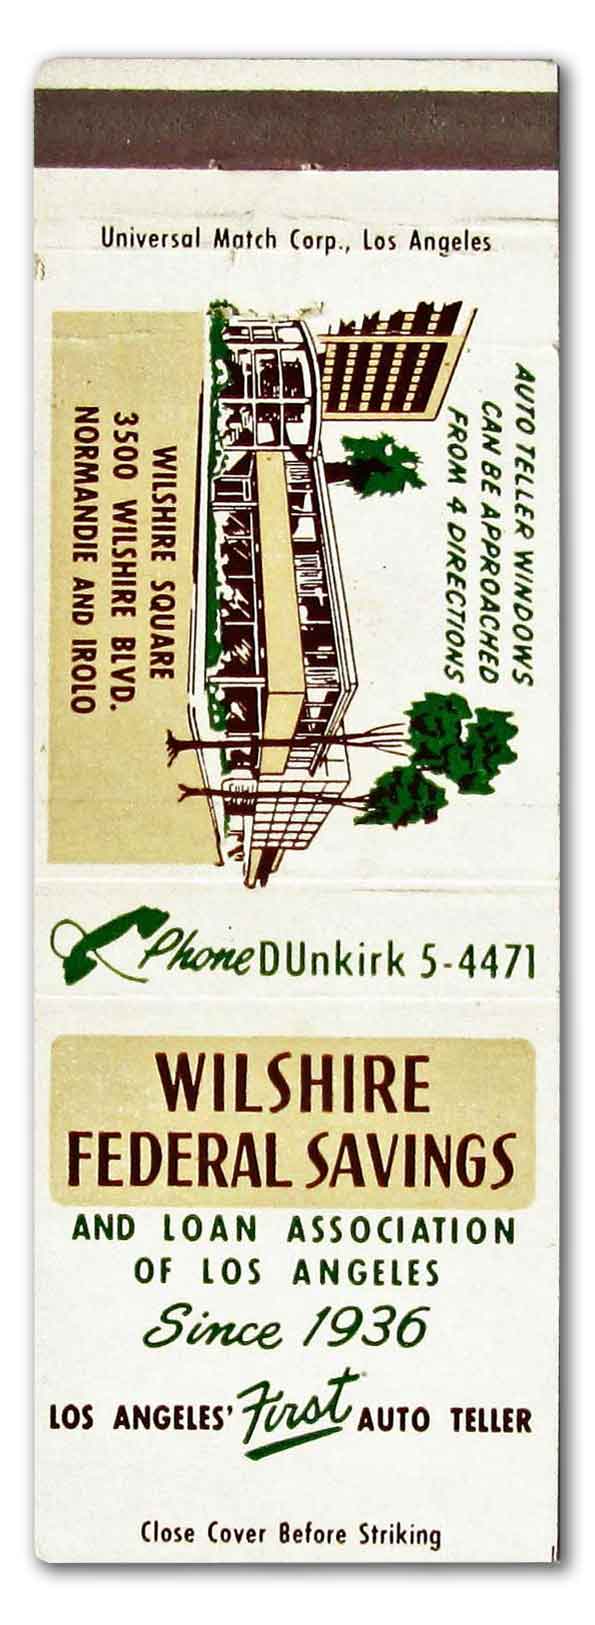 Universal Match Corp., Los Angeles
AUTO TELLER WINDOWS
CAN BE APPROACHED
FROM 4 DIRECTIONS
WILSHIRE SQUARE
3500 WILSHIRE BLVD.
NORMANDIE AND IROLO
Phone DUnkirk 5-4471
WILSHIRE
FEDERAL SAVINGS
AND LOAN ASSOCIATION
OF LOS ANGELES
Since 1936
LOS ANGELES' First AUTO TELLER
Close Cover Before Striking